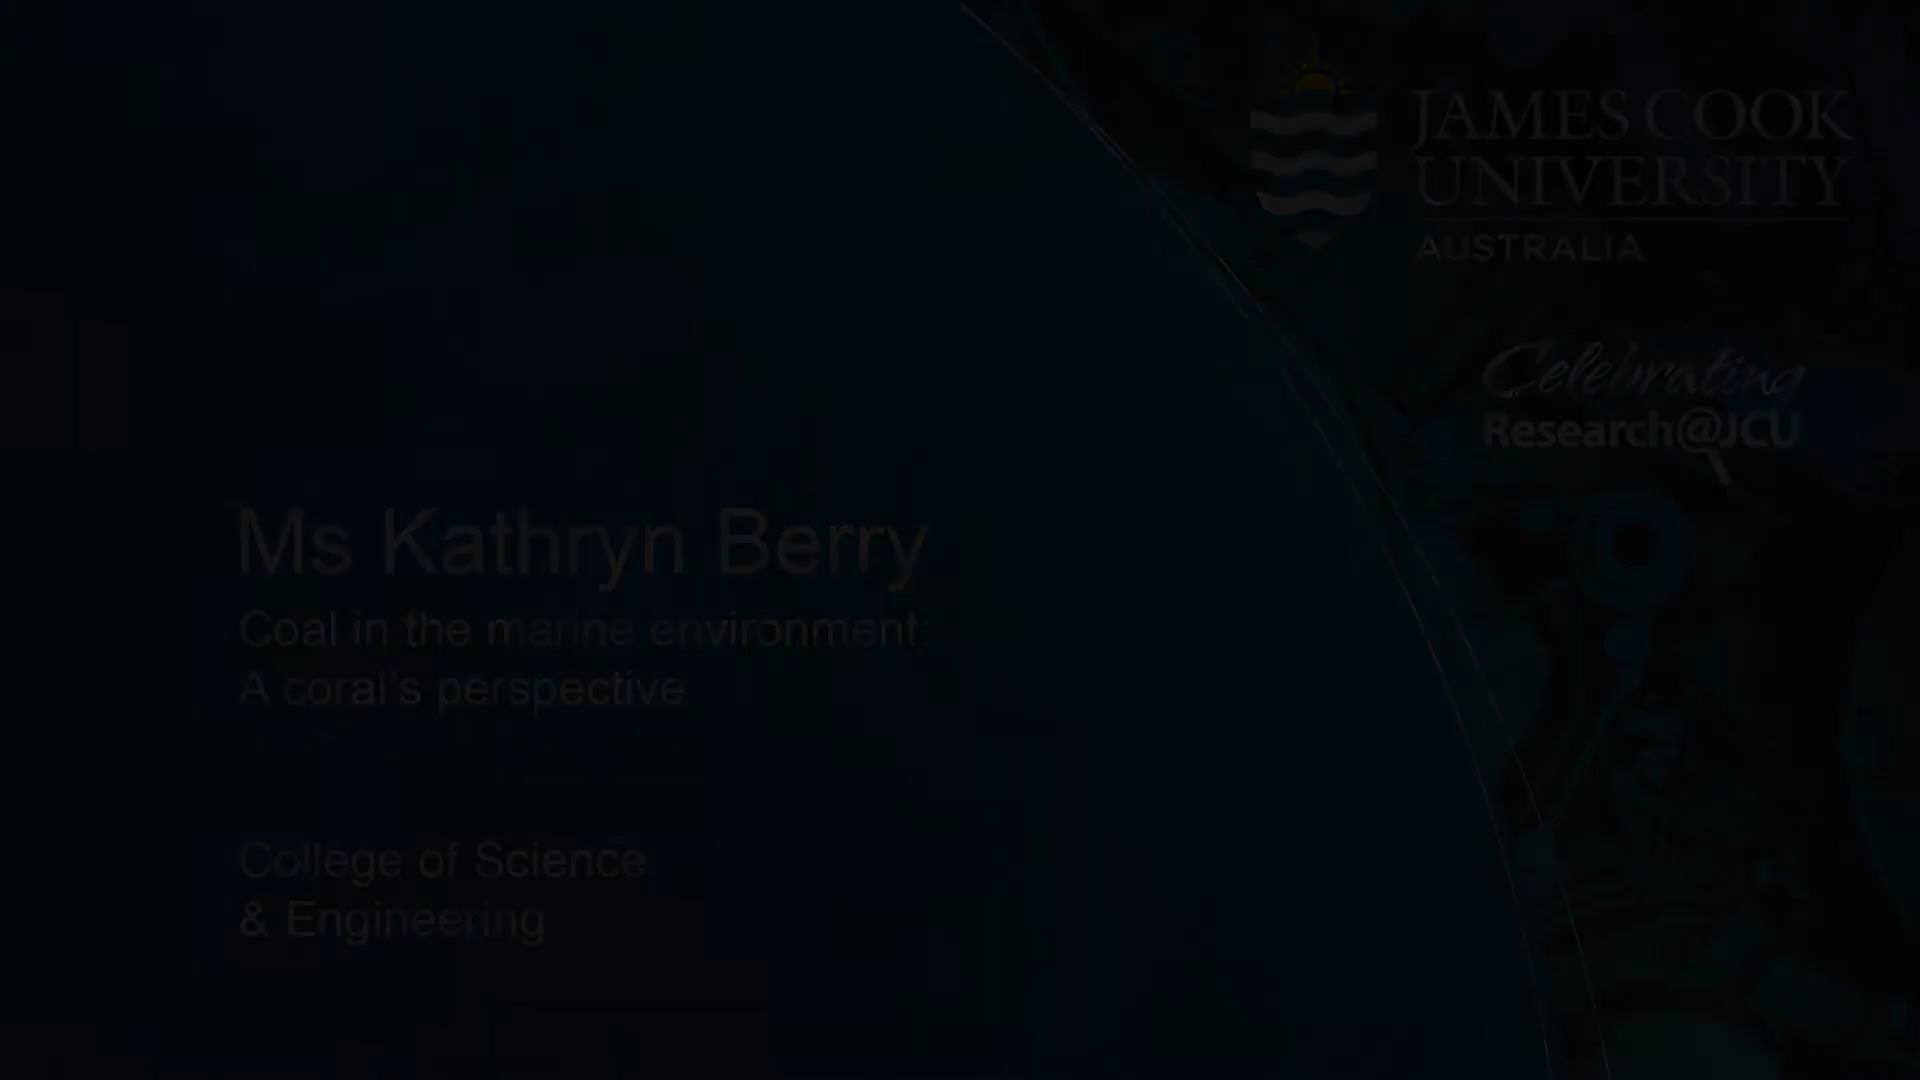 JAMES COOK
UNIVERSITY
AUSTRALIA
Celebrating
Research@JCU
Ms Kathryn Berry
Coal in the marine environment:
A coral's perspective
College of Science
& Engineering